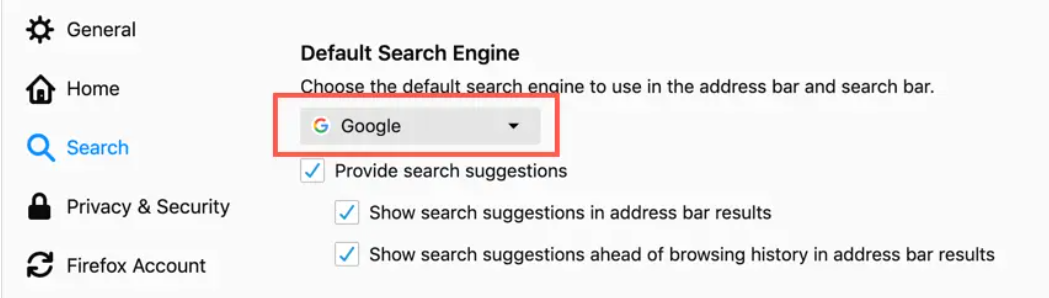 General
Home
Search
Privacy & Security
Firefox Account
Default Search Engine
Choose the default search engine to use in the address bar and search bar.
Google
Provide search suggestions
Show search suggestions in address bar results
Show search suggestions ahead of browsing history in address bar results